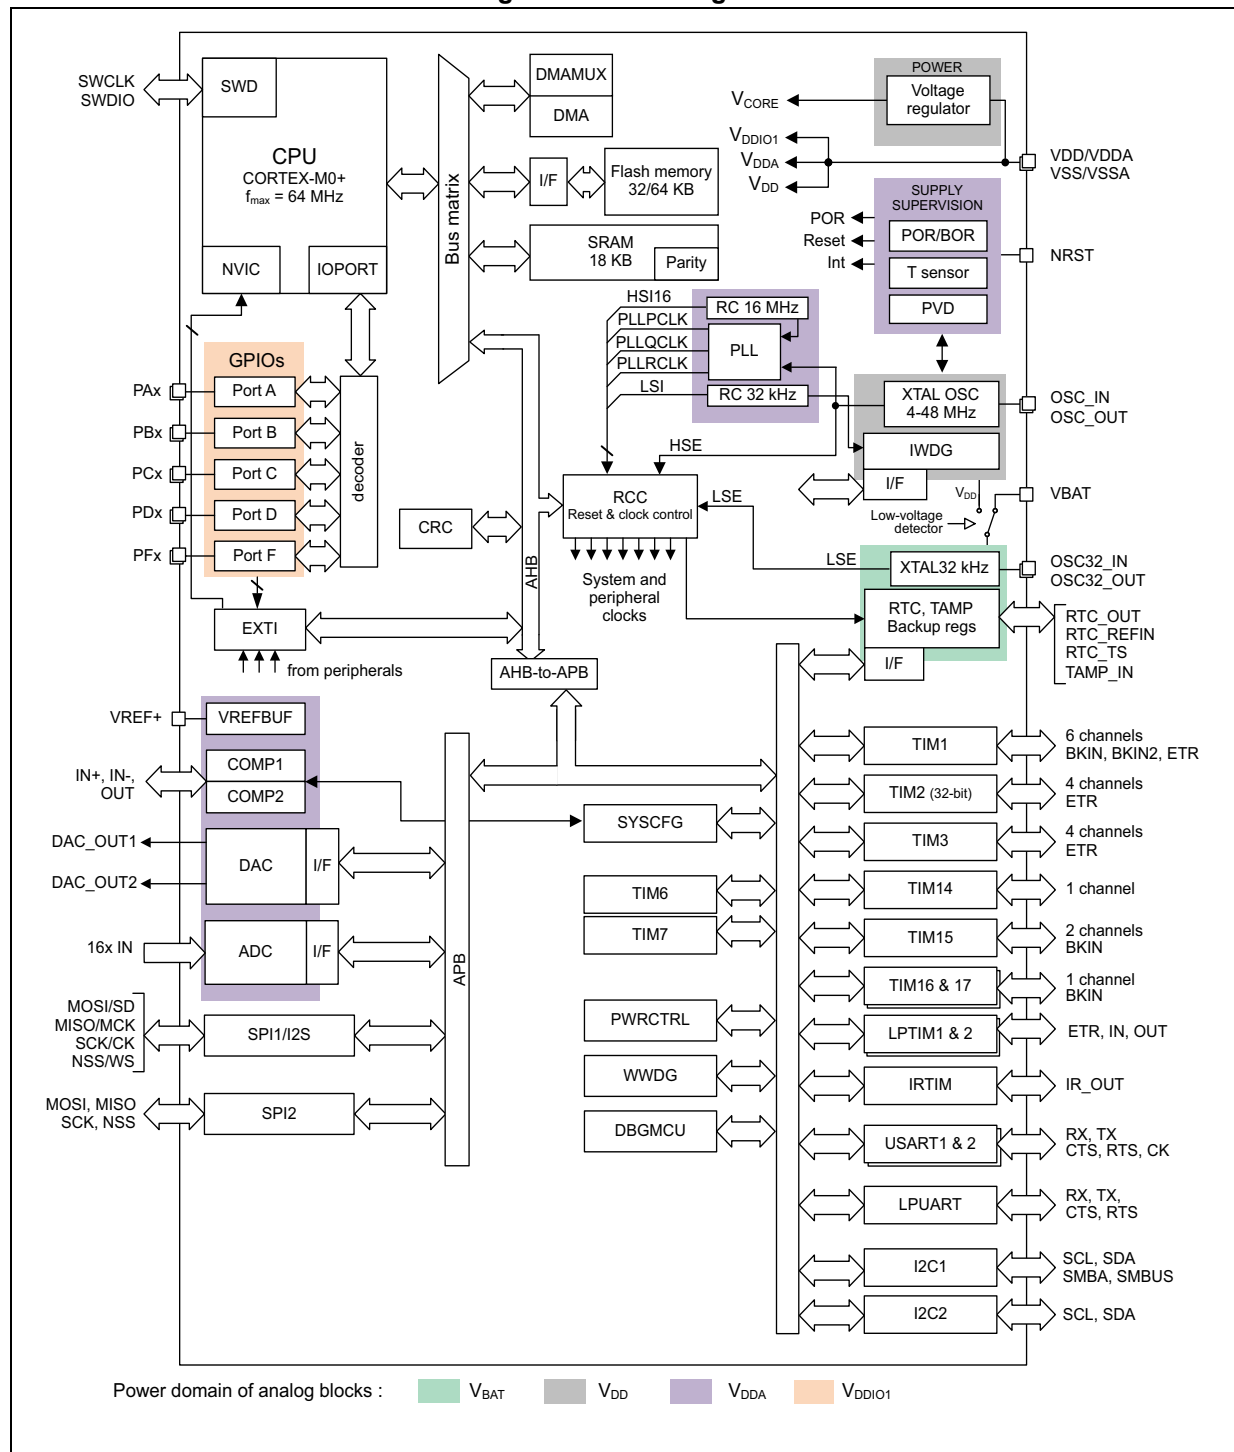 SWCLK
SWDIO
SWD
CPU
CORTEX-M0+
fmax = 64 MHz
NVIC
IOPORT
Bus matrix
DMAMUX
DMA
I/F
Flash memory
32/64 KB
SRAM
18 KB
Parity
POWER
Voltage
regulator
VCORE
VDDIO1
VDDA
VDD
VDD/VDDA
VSS/VSSA
SUPPLY
SUPERVISION
POR/BOR
T sensor
PVD
POR
Reset
Int
NRST
HSI16
PLLPCLK
PLLQCLK
PLLRCLK
LSI
RC 16 MHz
PLL
RC 32 kHz
XTAL OSC
4-48 MHz
IWDG
I/F
OSC_IN
OSC_OUT
HSE
GPIOs
PAx
Port A
PBx
Port B
PCx
Port C
PDx
Port D
PFx
Port F
decoder
EXTI
from peripherals
CRC
AHB
RCC
Reset & clock control
System and
peripheral
clocks
LSE
VDD
Low-voltage
detector
VBAT
LSE
XTAL32 kHz
OSC32_IN
OSC32_OUT
RTC, TAMP
Backup regs
I/F
RTC_OUT
RTC_REFIN
RTC_TS
TAMP_IN
AHB-to-APB
VREF+
VREFBUF
IN+, IN-,
OUT
COMP1
COMP2
DAC_OUT1
DAC_OUT2
DAC
I/F
16x IN
ADC
I/F
MOSI/SD
MISO/MCK
SCK/CK
NSS/WS
SPI1/I2S
MOSI, MISO
SCK, NSS
SPI2
APB
SYSCFG
TIM6
TIM7
PWRCTRL
WWDG
DBGMCU
TIM1
6 channels
BKIN, BKIN2, ETR
TIM2 (32-bit)
4 channels
ETR
TIM3
4 channels
ETR
TIM14
1 channel
TIM15
2 channels
BKIN
TIM16 & 17
1 channel
BKIN
LPTIM1 & 2
ETR, IN, OUT
IRTIM
IR_OUT
USART1 & 2
RX, TX
CTS, RTS, CK
LPUART
RX, TX,
CTS, RTS
I2C1
SCL, SDA
SMBA, SMBUS
I2C2
SCL, SDA
Power domain of analog blocks :
VBAT
VDD
VDDA
VDDIO1